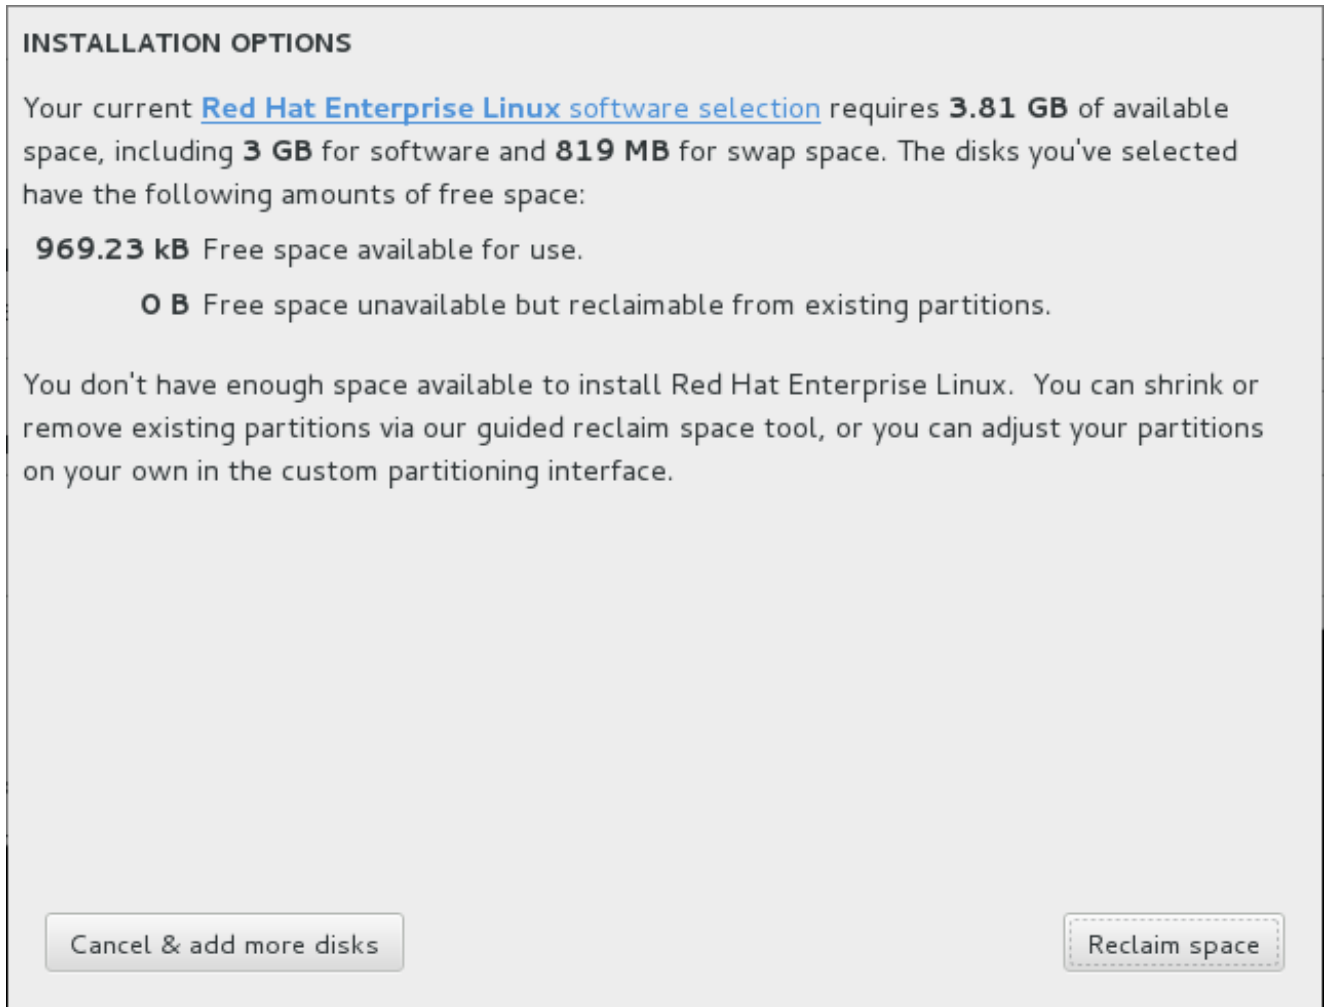 INSTALLATION OPTIONS
Your current Red Hat Enterprise Linux software selection requires 3.81 GB of available
space, including 3 GB for software and 819 MB for swap space. The disks you've selected
have the following amounts of free space:
969.23 kB Free space available for use.
0 B Free space unavailable but reclaimable from existing partitions.
You don't have enough space available to install Red Hat Enterprise Linux.  You can shrink or
remove existing partitions via our guided reclaim space tool, or you can adjust your partitions
on your own in the custom partitioning interface.
Cancel & add more disks
Reclaim space